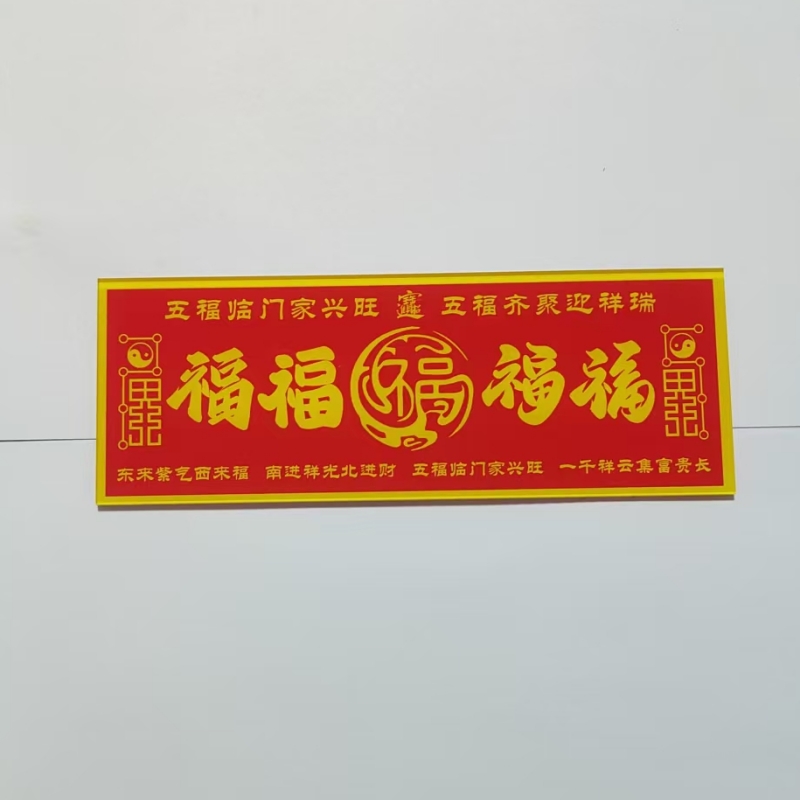 五福临门家兴旺 五福齐聚迎祥瑞
福福福福福
东来紫气西来福 南进祥光北进财 五福临门家兴旺 一千祥云集富贵长